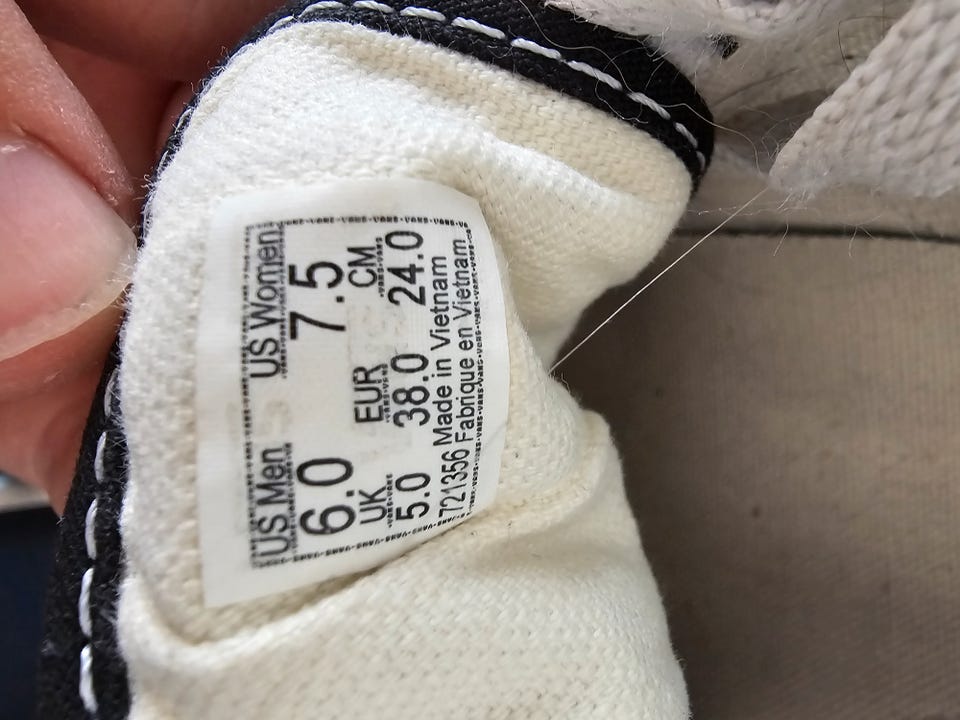 US Men US Women
6.0 7.5
UK EUR CM
5.0 38.0 24.0
721356 Made in Vietnam
Fabrique en Vietnam